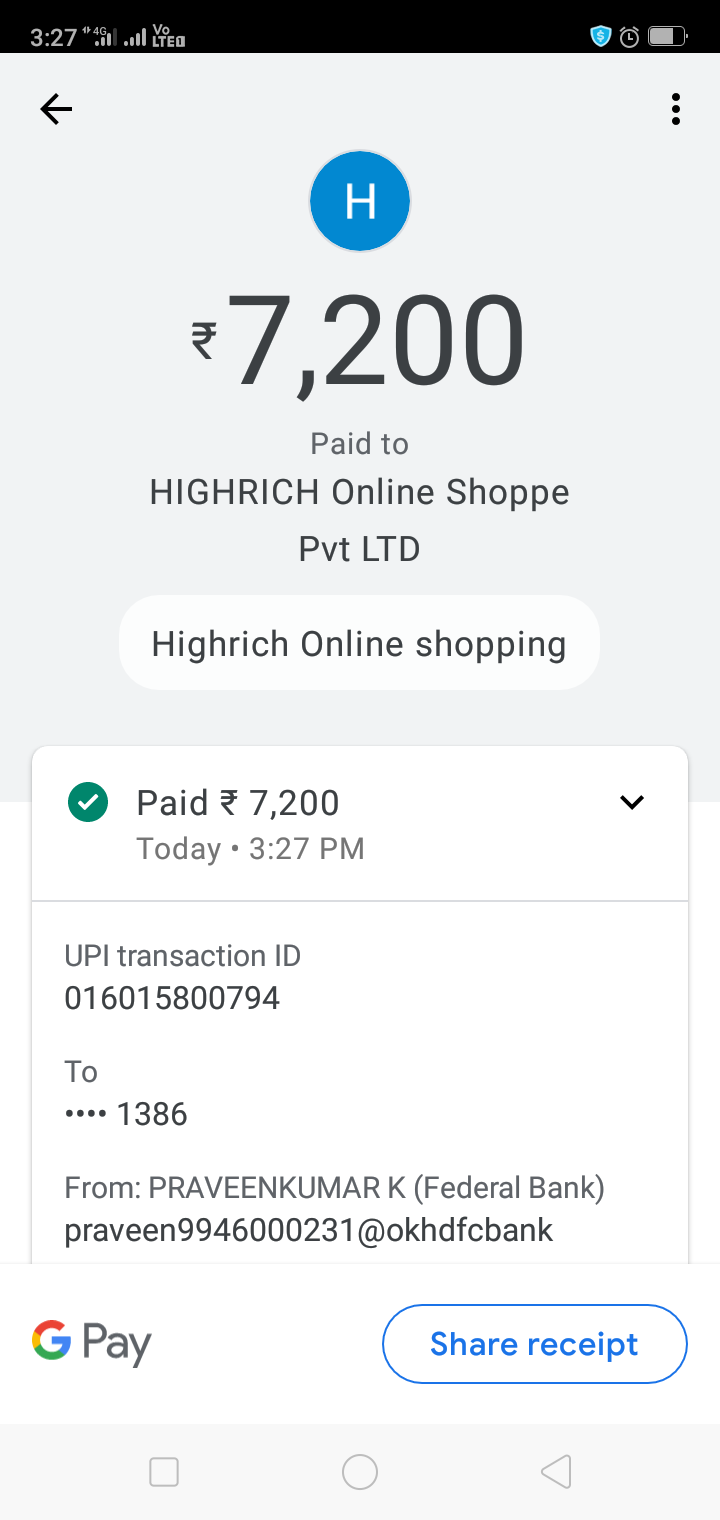 3:27 4G Vo LTE1
H
₹7,200
Paid to
HIGHRICH Online Shoppe
Pvt LTD
Highrich Online shopping
Paid ₹ 7,200
Today • 3:27 PM
UPI transaction ID
016015800794
To
•••• 1386
From: PRAVEENKUMAR K (Federal Bank)
praveen9946000231@okhdfcbank
G Pay
Share receipt